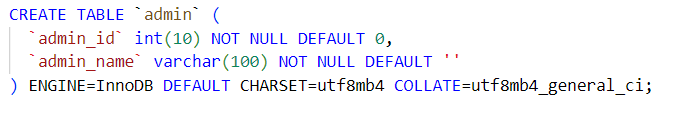 CREATE TABLE `admin` (
  `admin_id` int(10) NOT NULL DEFAULT 0,
  `admin_name` varchar(100) NOT NULL DEFAULT ''
) ENGINE=InnoDB DEFAULT CHARSET=utf8mb4 COLLATE=utf8mb4_general_ci;